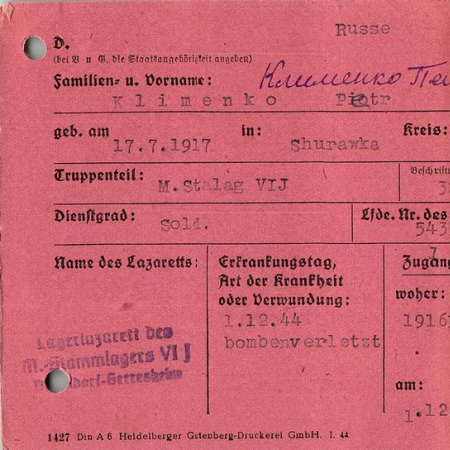 Russe
D.
(bei V u G. die Staatsangehörigkeit angeben)
Familien- u. Vorname: Клименко
Klimenko Piotr
geb. am in: Kreis:
17.7.1917 Shurawka
Truppenteil: M.Stalag VIJ
Dienstgrad: Sold. Lfde. Nr. des
543
Name des Lazaretts: Erkrankungstag, Zugang
Art der Krankheit woher:
oder Verwundung:
1.12.44 1916
bombenverletzt
Lagerlazarett des
M.-Stammlagers VI J
am:
1.12
1427 Din A 6. Heidelberger Gutenberg-Druckerei GmbH. I. 44